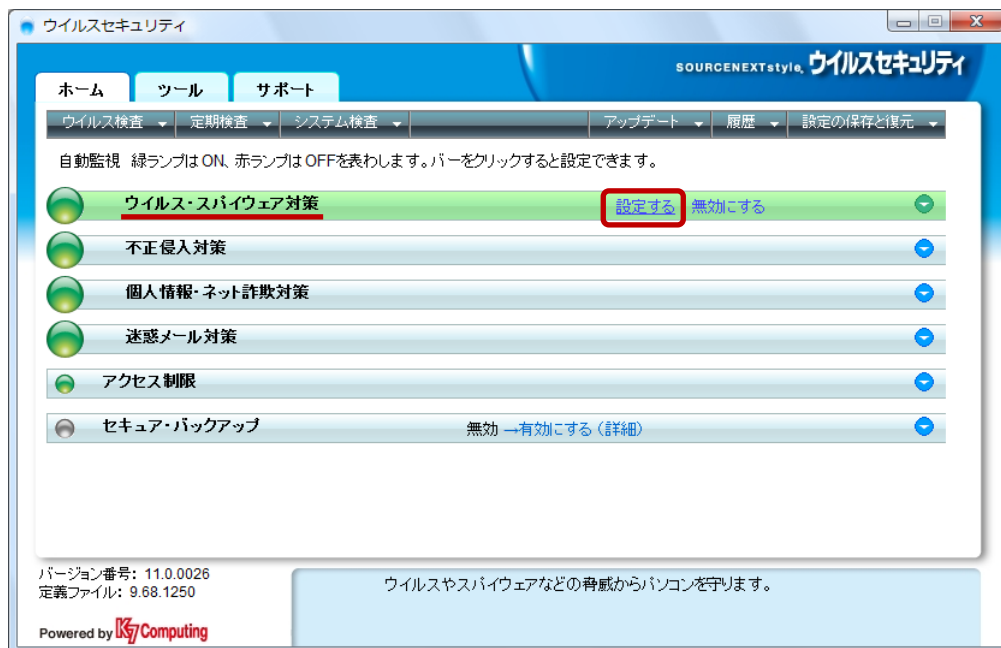 ウイルスセキュリティ
SOURCENEXTstyle, ウイルスセキュリティ
ホーム ツール サポート
ウイルス検査 定期検査 システム検査 アップデート 履歴 設定の保存と復元
自動監視 緑ランプはON、赤ランプはOFFを表わします。バーをクリックすると設定できます。
ウイルス・スパイウェア対策 設定する 無効にする
不正侵入対策
個人情報・ネット詐欺対策
迷惑メール対策
アクセス制限
セキュア・バックアップ 無効 →有効にする (詳細)
バージョン番号: 11.0.0026
定義ファイル: 9.68.1250
ウイルスやスパイウェアなどの脅威からパソコンを守ります。
Powered by K7 Computing